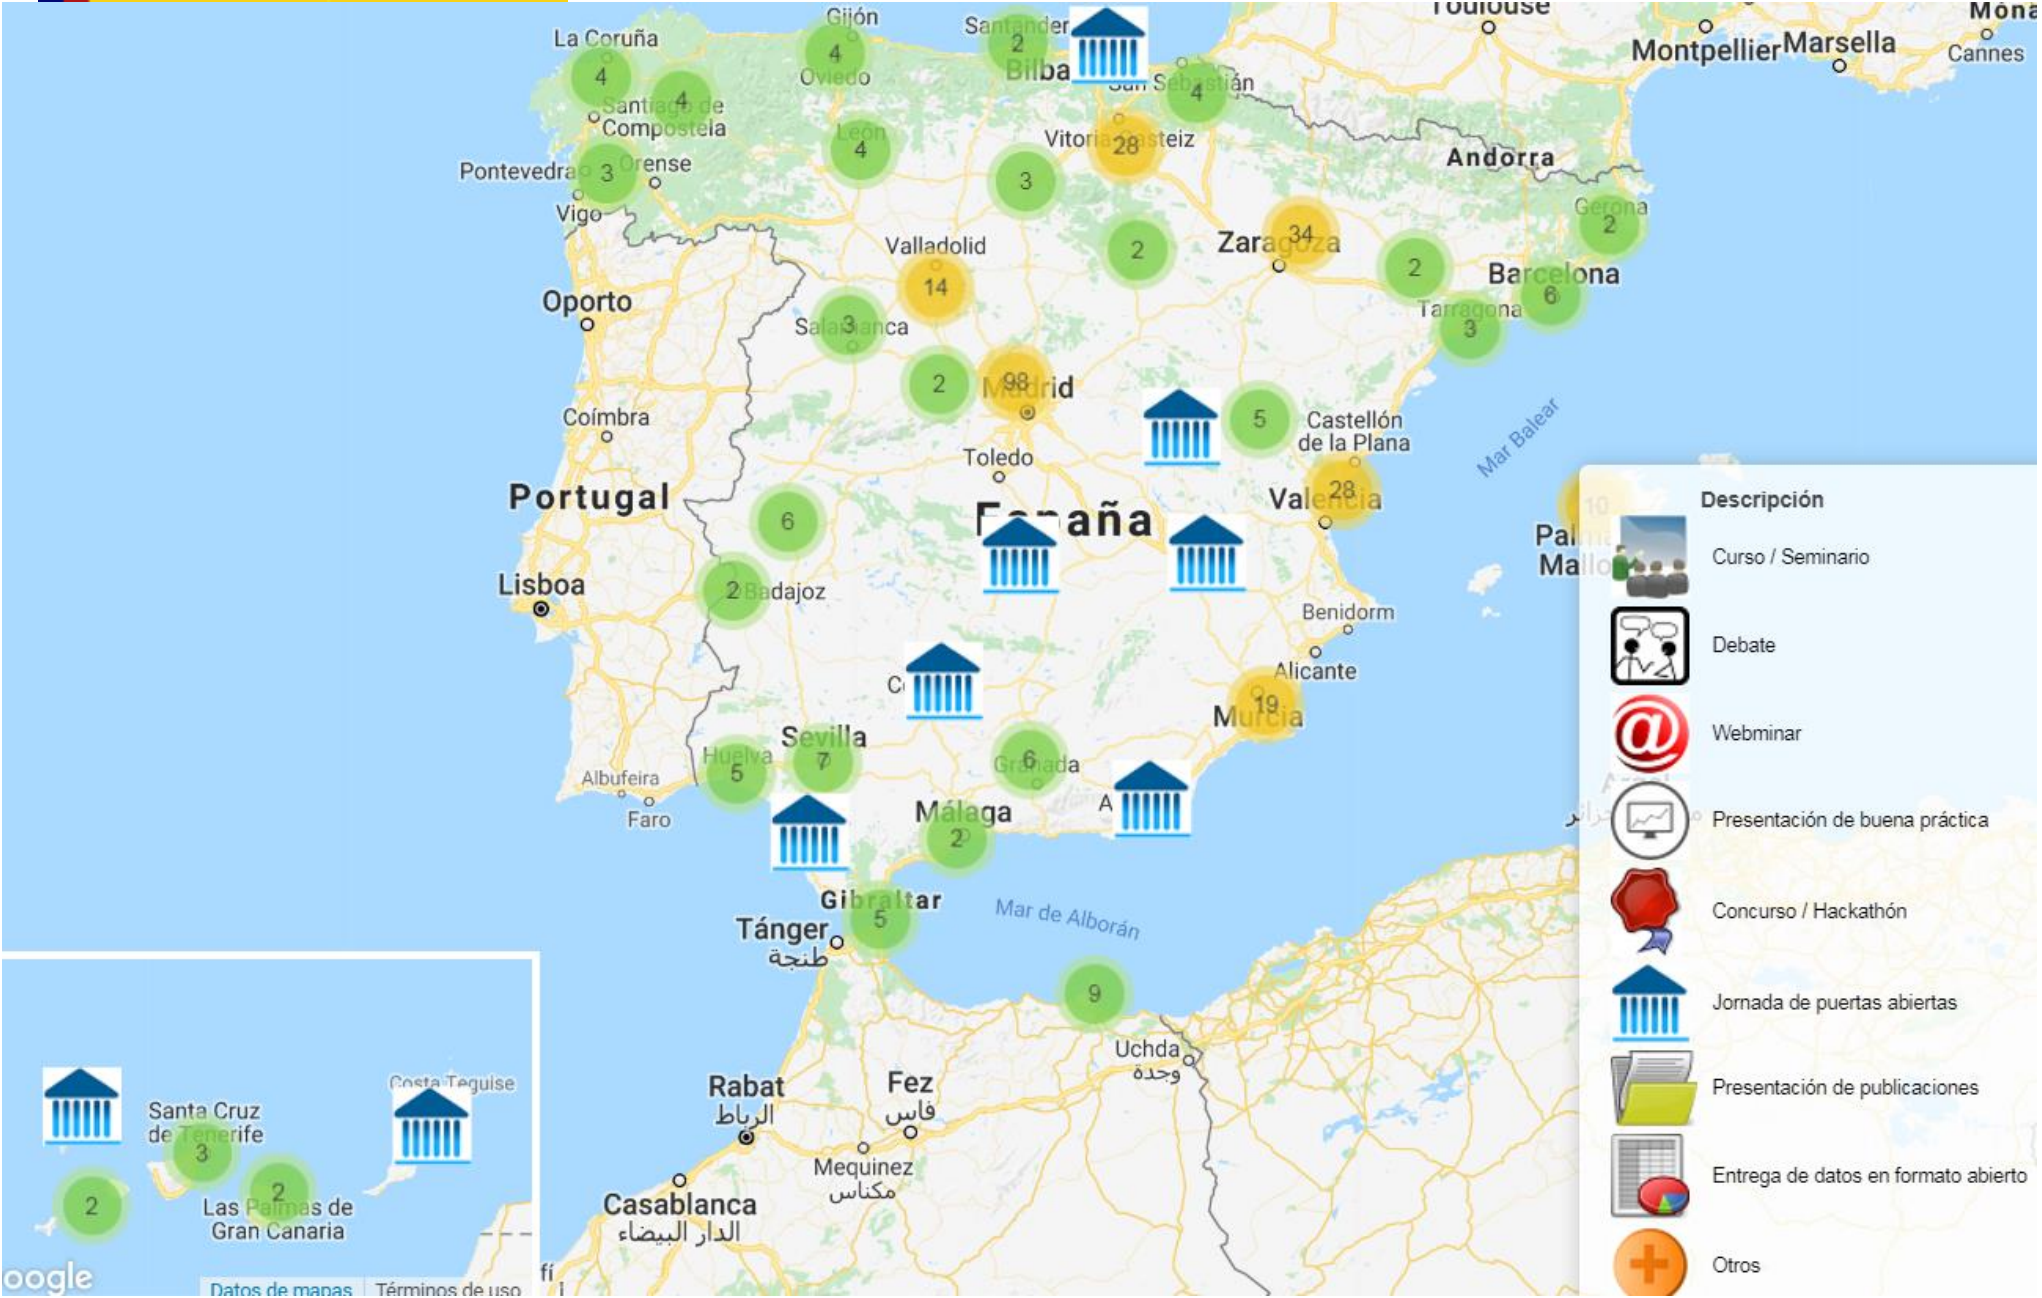 Gijón
Toulouse
La Coruña
4
Santander
2
Montpellier
Marsella
Cannes
4
Oviedo
Bilba
4
4
San Sebastián
4
Santiago de
Compostela
León
4
28
Andorra
Pontevedra
3
Orense
3
Vigo
Gerona
2
Valladolid
2
Zaragoza
34
2
Barcelona
6
14
Oporto
Salamanca
3
Tarragona
3
2
98
Madrid
Coímbra
5
Castellón
de la Plana
Mar Balear
Toledo
Portugal
6
España
Valencia
28
10
Lisboa
2
Badajoz
Benidorm
Alicante
19
Murcia
Sevilla
7
Huelva
5
6
Granada
Albufeira
Faro
Málaga
2
A
Gibraltar
5
Mar de Alborán
Tánger
طنجة
9
Uchda
وجدة
Rabat
الرباط
Fez
فاس
Mequinez
مكناس
Casablanca
الدار البيضاء
Costa Teguise
Santa Cruz
de Tenerife
3
2
2
Las Palmas de
Gran Canaria
oogle
Datos de mapas
Términos de uso
Descripción
Curso / Seminario
Debate
@
Webminar
Presentación de buena práctica
Concurso / Hackathón
Jornada de puertas abiertas
Presentación de publicaciones
Entrega de datos en formato abierto
Otros